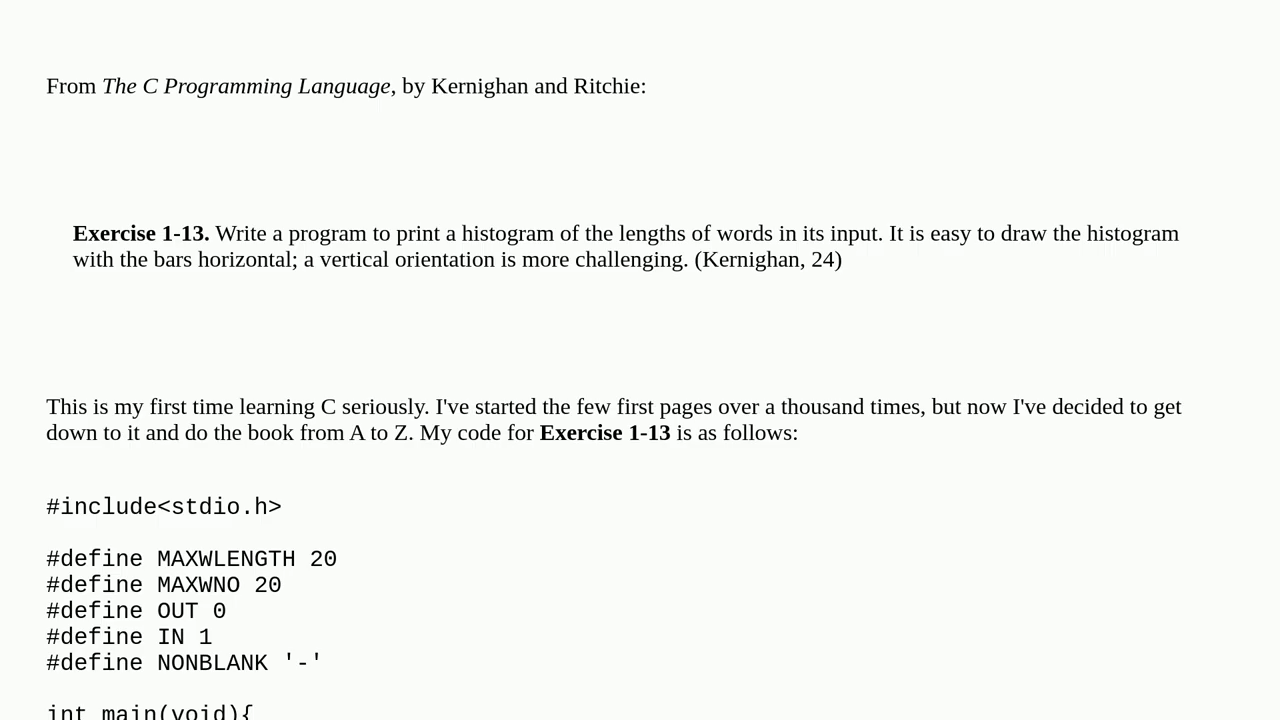 From The C Programming Language, by Kernighan and Ritchie:
Exercise 1-13. Write a program to print a histogram of the lengths of words in its input. It is easy to draw the histogram
with the bars horizontal; a vertical orientation is more challenging. (Kernighan, 24)
This is my first time learning C seriously. I've started the few first pages over a thousand times, but now I've decided to get
down to it and do the book from A to Z. My code for Exercise 1-13 is as follows:
#include<stdio.h>
#define MAXWLENGTH 20
#define MAXWNO 20
#define OUT 0
#define IN 1
#define NONBLANK '-'
int main(void){